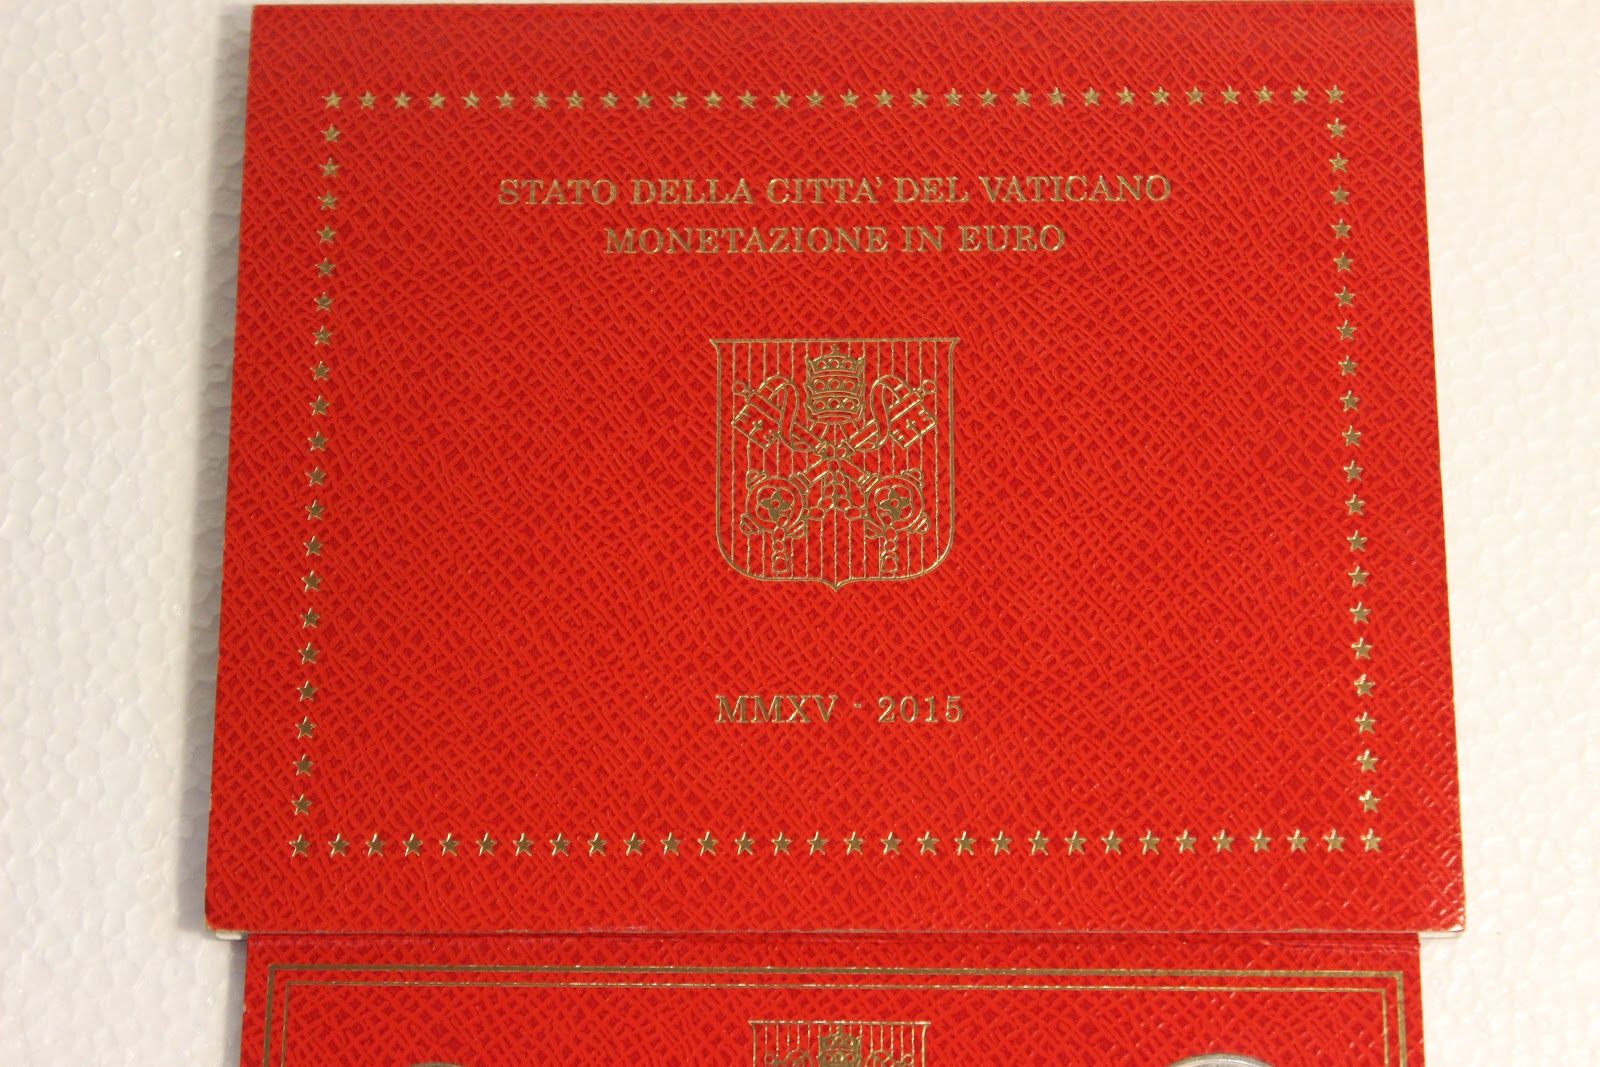 STATO DELLA CITTA' DEL VATICANO
MONETAZIONE IN EURO
MMXV - 2015